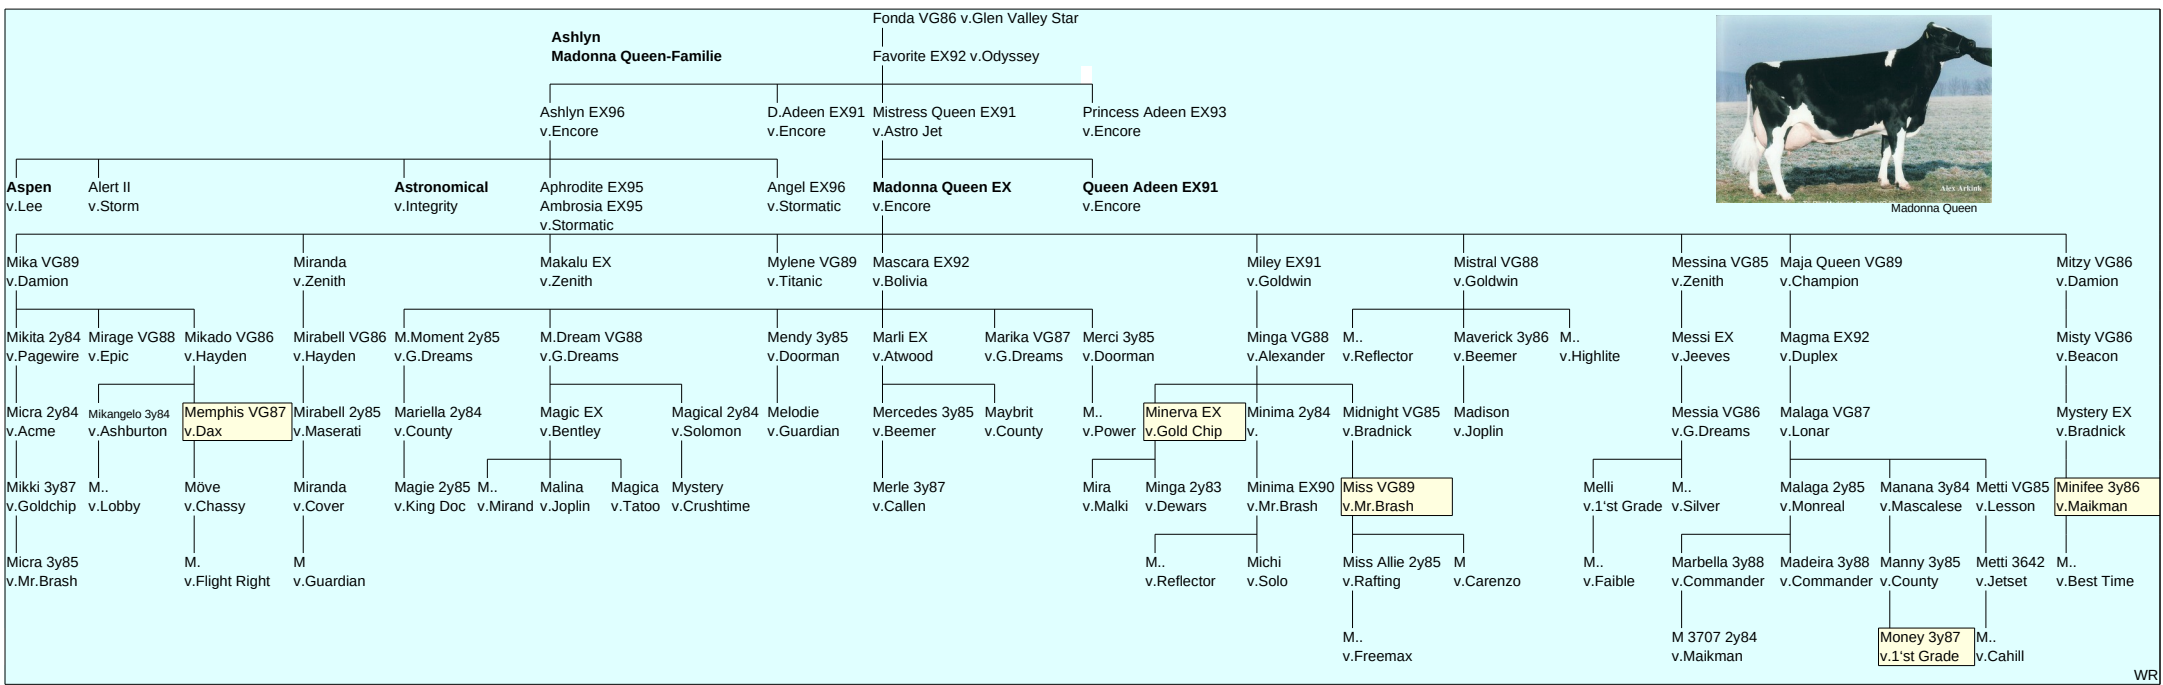 Fonda VG86 v.Glen Valley Star
Ashlyn
Madonna Queen-Familie
Favorite EX92 v.Odyssey
Ashlyn EX96 D.Adeen EX91 Mistress Queen EX91 Princess Adeen EX93
v.Encore v.Encore v.Astro Jet v.Encore
Aspen Alert II Astronomical Aphrodite EX95 Angel EX96 Madonna Queen EX Queen Adeen EX91
v.Lee v.Storm v.Integrity Ambrosia EX95 v.Stormatic v.Encore v.Encore
v.Stormatic
Alex Arkink
Madonna Queen
Mika VG89 Miranda Makalu EX Mylene VG89 Mascara EX92 Miley EX91 Mistral VG88 Messina VG85 Maja Queen VG89 Mitzy VG86
v.Damion v.Zenith v.Zenith v.Titanic v.Bolivia v.Goldwin v.Goldwin v.Zenith v.Champion v.Damion
Mikita 2y84 Mirage VG88 Mikado VG86 Mirabell VG86 M.Moment 2y85 M.Dream VG88 Mendy 3y85 Marli EX Marika VG87 Merci 3y85 Minga VG88 M.. Maverick 3y86 M.. Messi EX Magma EX92 Misty VG86
v.Pagewire v.Epic v.Hayden v.Hayden v.G.Dreams v.G.Dreams v.Doorman v.Atwood v.G.Dreams v.Doorman v.Alexander v.Reflector v.Beemer v.Highlite v.Jeeves v.Duplex v.Beacon
Micra 2y84 Mikangelo 3y84 Memphis VG87 Mirabell 2y85 Mariella 2y84 Magic EX Magical 2y84 Melodie Mercedes 3y85 Maybrit M.. Minerva EX Minima 2y84 Midnight VG85 Madison Messia VG86 Malaga VG87 Mystery EX
v.Acme v.Ashburton v.Dax v.Maserati v.County v.Bentley v.Solomon v.Guardian v.Beemer v.County v.Power v.Gold Chip v. v.Bradnick v.Joplin v.G.Dreams v.Lonar v.Bradnick
Mikki 3y87 M.. Möve Miranda Magie 2y85 M.. Malina Magica Mystery Merle 3y87 Mira Minga 2y83 Minima EX90 Miss VG89 Melli M.. Malaga 2y85 Manana 3y84 Metti VG85 Minifee 3y86
v.Goldchip v.Lobby v.Chassy v.Cover v.King Doc v.Mirand v.Joplin v.Tatoo v.Crushtime v.Callen v.Malki v.Dewars v.Mr.Brash v.Mr.Brash v.1'st Grade v.Silver v.Monreal v.Mascalese v.Lesson v.Maikman
Micra 3y85 M. M M.. Michi Miss Allie 2y85 M M.. Marbella 3y88 Madeira 3y88 Manny 3y85 Metti 3642 M..
v.Mr.Brash v.Flight Right v.Guardian v.Reflector v.Solo v.Rafting v.Carenzo v.Faible v.Commander v.Commander v.County v.Jetset v.Best Time
M.. M 3707 2y84 Money 3y87 M..
v.Freemax v.Maikman v.1'st Grade v.Cahill
WR